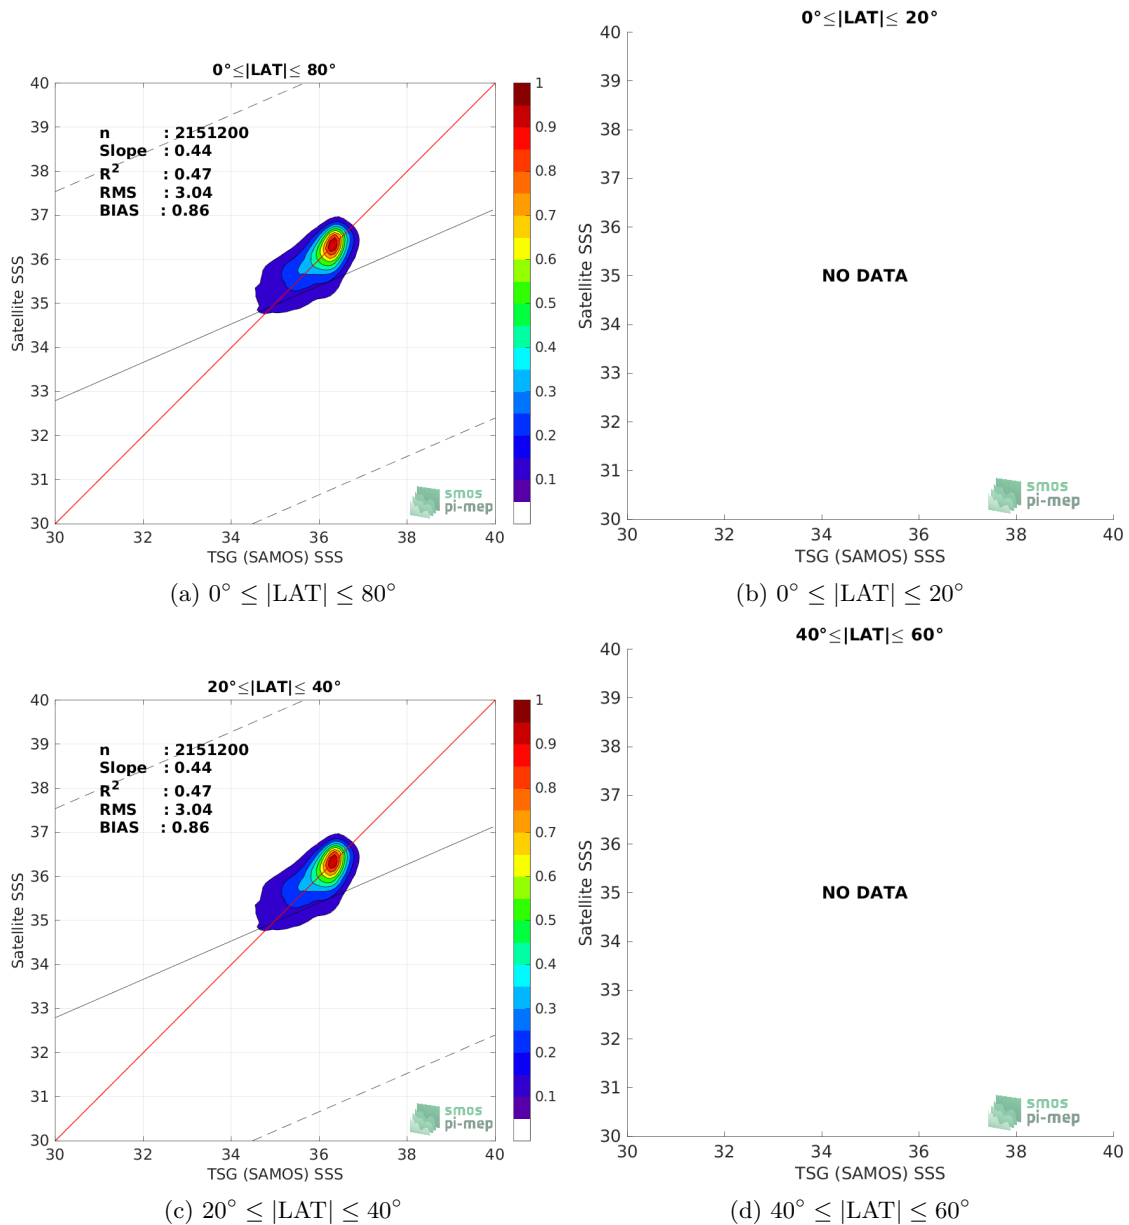 0°≤|LAT|≤ 80°
40
39
38
37
36
35
34
33
32
31
30
Satellite SSS
n : 2151200
Slope : 0.44
R² : 0.47
RMS : 3.04
BIAS : 0.86
30 32 34 36 38 40
TSG (SAMOS) SSS
smos
pi-mep
1
0.9
0.8
0.7
0.6
0.5
0.4
0.3
0.2
0.1
(a) 0° ≤ |LAT| ≤ 80°
0°≤|LAT|≤ 20°
40
39
38
37
36
35
34
33
32
31
30
Satellite SSS
NO DATA
smos
pi-mep
30 32 34 36 38 40
TSG (SAMOS) SSS
(b) 0° ≤ |LAT| ≤ 20°
20°≤|LAT|≤ 40°
40
39
38
37
36
35
34
33
32
31
30
Satellite SSS
n : 2151200
Slope : 0.44
R² : 0.47
RMS : 3.04
BIAS : 0.86
30 32 34 36 38 40
TSG (SAMOS) SSS
smos
pi-mep
1
0.9
0.8
0.7
0.6
0.5
0.4
0.3
0.2
0.1
(c) 20° ≤ |LAT| ≤ 40°
40°≤|LAT|≤ 60°
40
39
38
37
36
35
34
33
32
31
30
Satellite SSS
NO DATA
smos
pi-mep
30 32 34 36 38 40
TSG (SAMOS) SSS
(d) 40° ≤ |LAT| ≤ 60°